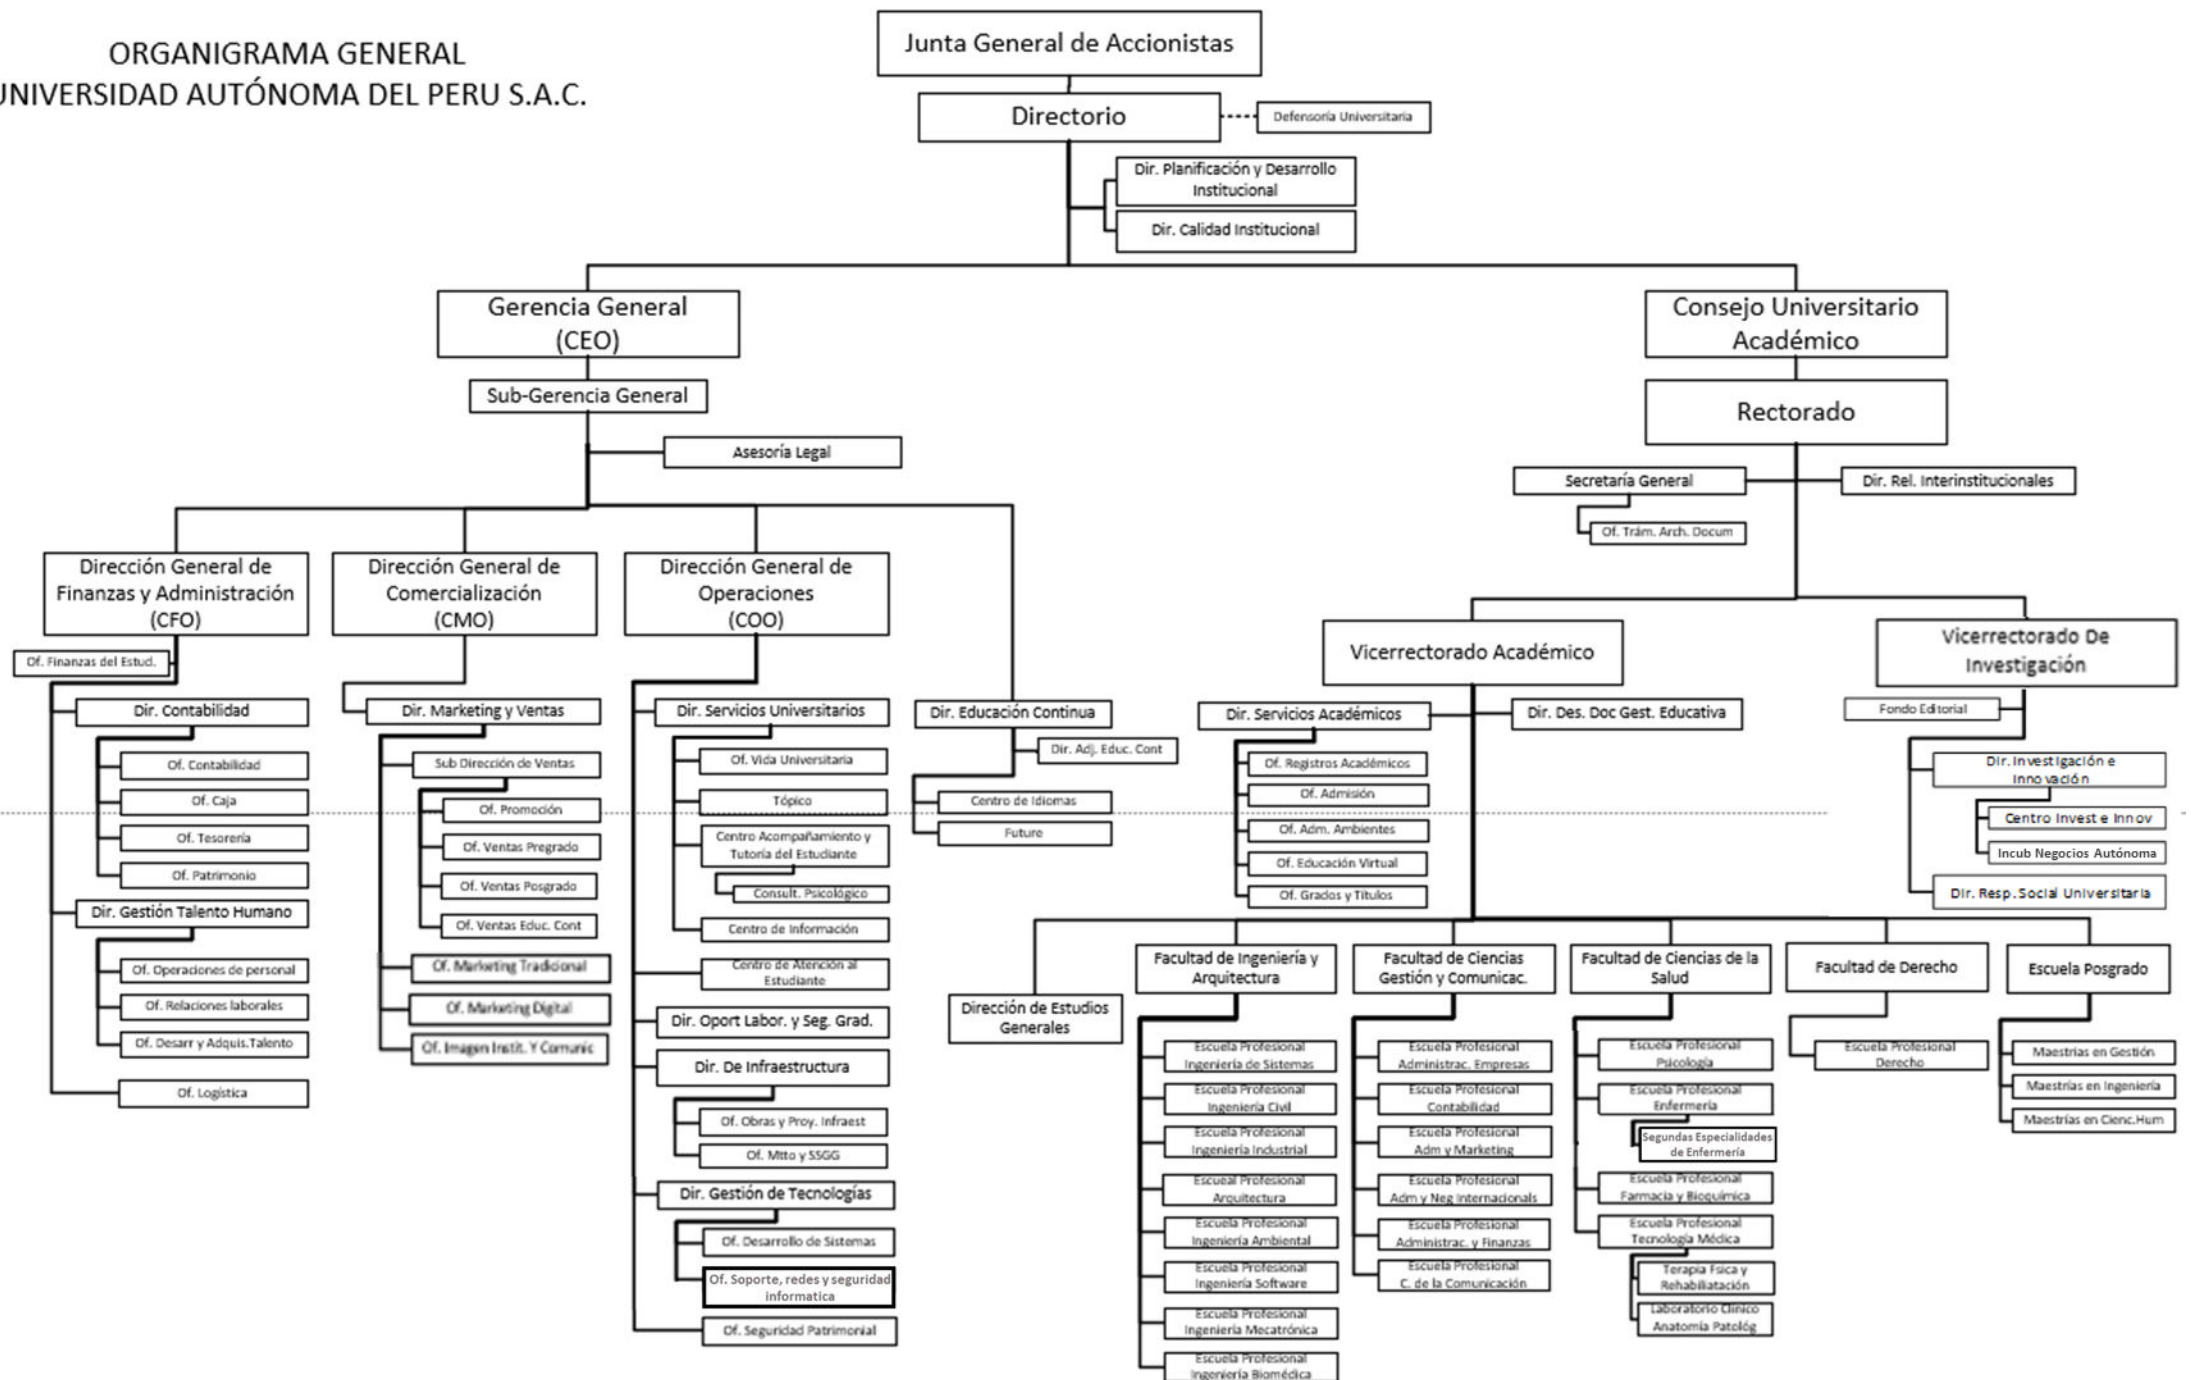 ORGANIGRAMA GENERAL
UNIVERSIDAD AUTÓNOMA DEL PERU S.A.C.
Junta General de Accionistas
Directorio
Defensoría Universitaria
Dir. Planificación y Desarrollo
Institucional
Dir. Calidad Institucional
Gerencia General
(CEO)
Sub-Gerencia General
Asesoría Legal
Consejo Universitario
Académico
Rectorado
Secretaría General
Of. Trám. Arch. Docum
Dir. Rel. Interinstitucionales
Dirección General de
Finanzas y Administración
(CFO)
Of. Finanzas del Estud.
Dir. Contabilidad
Of. Contabilidad
Of. Caja
Of. Tesorería
Of. Patrimonio
Dir. Gestión Talento Humano
Of. Operaciones de personal
Of. Relaciones laborales
Of. Desarr y Adquis.Talento
Of. Logística
Dirección General de
Comercialización
(CMO)
Dir. Marketing y Ventas
Sub Dirección de Ventas
Of. Promoción
Of. Ventas Pregrado
Of. Ventas Posgrado
Of. Ventas Educ. Cont
Of. Marketing Tradicional
Of. Marketing Digital
Of. Imagen Instit. Y Comunic
Dirección General de
Operaciones
(COO)
Dir. Servicios Universitarios
Of. Vida Universitaria
Tópico
Centro Acompañamiento y
Tutoría del Estudiante
Consult. Psicológico
Centro de Información
Centro de Atención al
Estudiante
Dir. Oport Labor. y Seg. Grad.
Dir. De Infraestructura
Of. Obras y Proy. Infraest
Of. Mtto y SSGG
Dir. Gestión de Tecnologías
Of. Desarrollo de Sistemas
Of. Soporte, redes y seguridad
informatica
Of. Seguridad Patrimonial
Dir. Educación Continua
Dir. Adj. Educ. Cont
Centro de Idiomas
Future
Vicerrectorado Académico
Dir. Servicios Académicos
Dir. Des. Doc Gest. Educativa
Of. Registros Académicos
Of. Admisión
Of. Adm. Ambientes
Of. Educación Virtual
Of. Grados y Títulos
Vicerrectorado De
Investigación
Fondo Editorial
Dir. Investigación e
Innovación
Centro Invest e Innov
Incub Negocios Autónoma
Dir. Resp. Social Universitaria
Dirección de Estudios
Generales
Facultad de Ingeniería y
Arquitectura
Escuela Profesional
Ingeniería de Sistemas
Escuela Profesional
Ingeniería Civil
Escuela Profesional
Ingeniería Industrial
Escueal Profesional
Arquitectura
Escuela Profesional
Ingeniería Ambiental
Escuela Profesional
Ingeniería Software
Escuela Profesional
Ingeniería Mecatrónica
Escuela Profesional
Ingeniería Biomédica
Facultad de Ciencias
Gestión y Comunicac.
Escuela Profesional
Administrac. Empresas
Escuela Profesional
Contabilidad
Escuela Profesional
Adm y Marketing
Escuela Profesional
Adm y Neg Internacionals
Escuela Profesional
Administrac. y Finanzas
Escuela Profesional
C. de la Comunicación
Facultad de Ciencias de la
Salud
Escuela Profesional
Psicología
Escuela Profesional
Enfermería
Segundas Especialidades
de Enfermería
Escuela Profesional
Farmacia y Bioquímica
Escuela Profesional
Tecnología Médica
Terapia Fsica y
Rehabiliatación
Laboratorio Clínico
Anatomía Patológ
Facultad de Derecho
Escuela Profesional
Derecho
Escuela Posgrado
Maestrías en Gestión
Maestrías en Ingeniería
Maestrías en Cienc.Hum